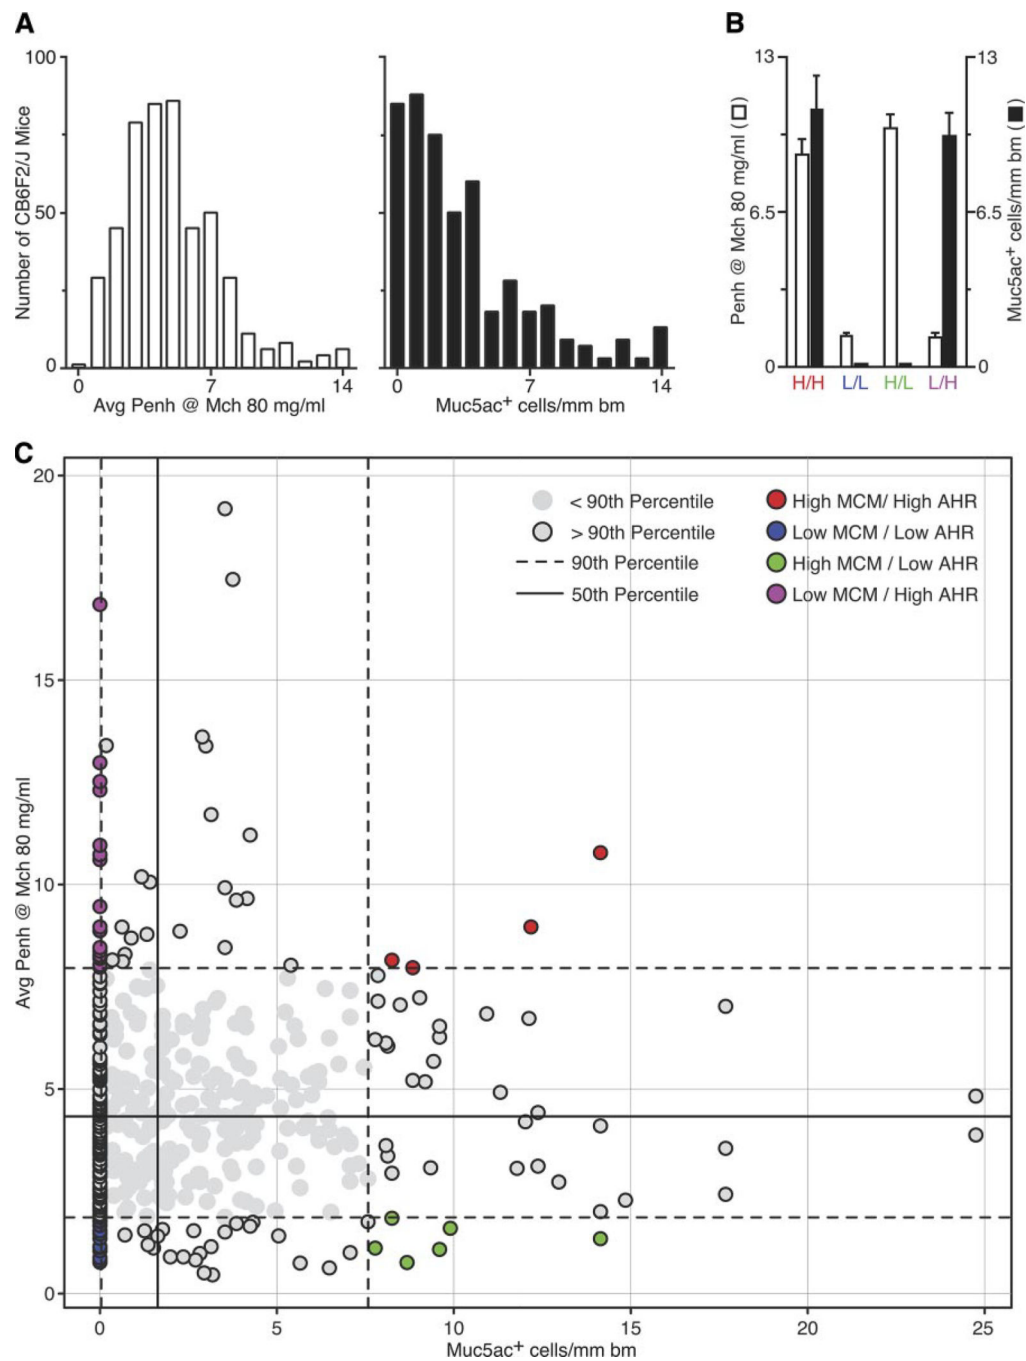 A
B
100
50
0
Number of CB6F2/J Mice
0 7 14
Avg Penh @ Mch 80 mg/ml
0 7 14
Muc5ac+ cells/mm bm
13
6.5
0
Penh @ Mch 80 mg/ml (□)
13
6.5
0
Muc5ac+ cells/mm bm (■)
H/H L/L H/L L/H
C
20
15
10
5
0
Avg Penh @ Mch 80 mg/ml
< 90th Percentile
> 90th Percentile
90th Percentile
50th Percentile
High MCM/ High AHR
Low MCM / Low AHR
High MCM / Low AHR
Low MCM / High AHR
0 5 10 15 20 25
Muc5ac+ cells/mm bm